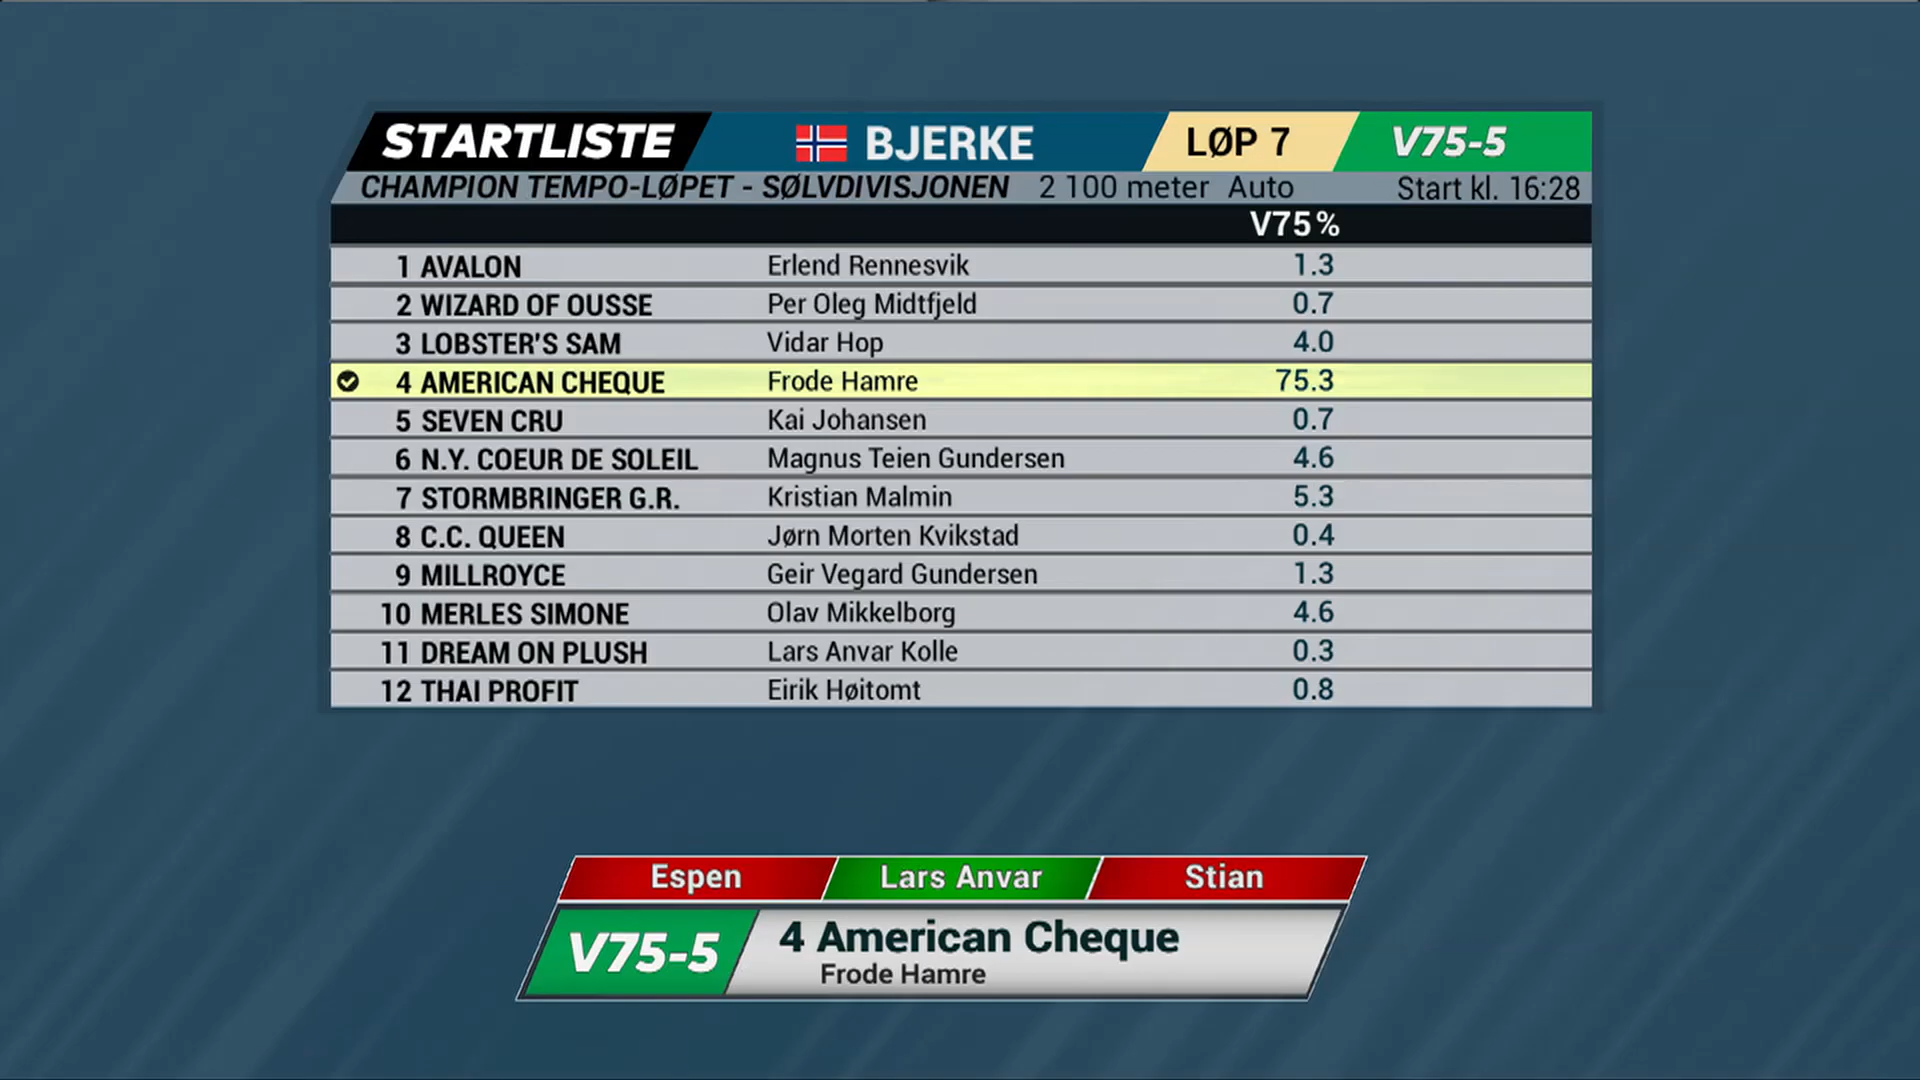 STARTLISTE BJERKE LØP 7 V75-5
CHAMPION TEMPO-LØPET - SØLVDIVISJONEN 2 100 meter Auto Start kl. 16:28
V75%
1 AVALON Erlend Rennesvik 1.3
2 WIZARD OF OUSSE Per Oleg Midtfjeld 0.7
3 LOBSTER'S SAM Vidar Hop 4.0
4 AMERICAN CHEQUE Frode Hamre 75.3
5 SEVEN CRU Kai Johansen 0.7
6 N.Y. COEUR DE SOLEIL Magnus Teien Gundersen 4.6
7 STORMBRINGER G.R. Kristian Malmin 5.3
8 C.C. QUEEN Jørn Morten Kvikstad 0.4
9 MILLROYCE Geir Vegard Gundersen 1.3
10 MERLES SIMONE Olav Mikkelborg 4.6
11 DREAM ON PLUSH Lars Anvar Kolle 0.3
12 THAI PROFIT Eirik Høitomt 0.8
Espen Lars Anvar Stian
V75-5 4 American Cheque
Frode Hamre